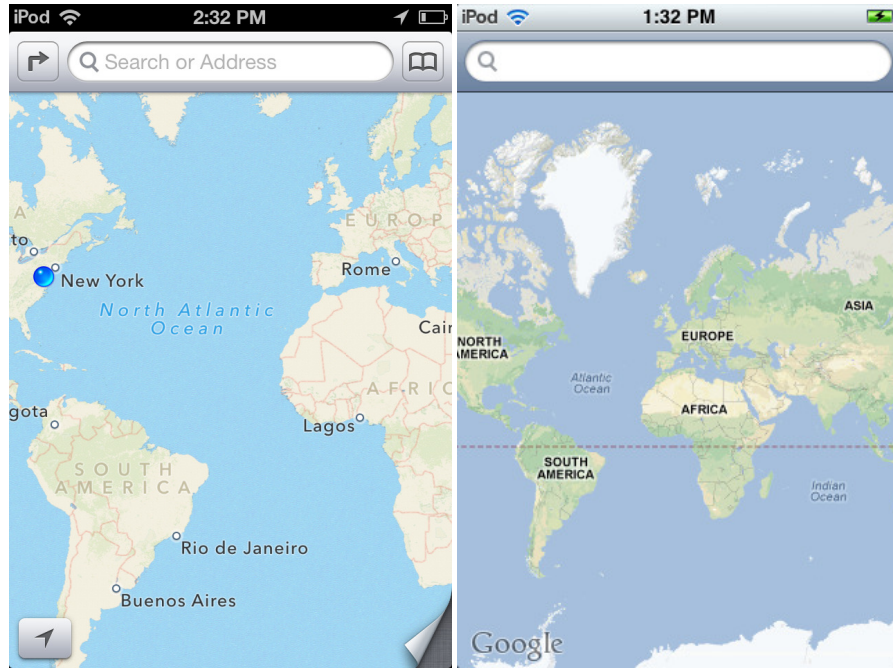 iPod 2:32 PM
Search or Address
A
EUROP
to
Rome
New York
North Atlantic
Ocean
Cair
AFRIC
gota
Lagos
SOUTH
AMERICA
Rio de Janeiro
Buenos Aires
iPod 1:32 PM
ASIA
EUROPE
NORTH
AMERICA
Atlantic
Ocean
AFRICA
SOUTH
AMERICA
Indian
Ocean
Google